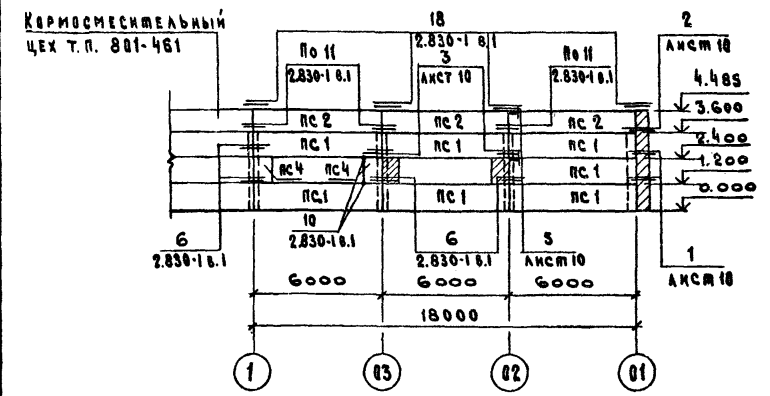 Кормосмесительный
цех т.п. 801-461
18
2.830-1 в.1
2
лист 10
По 11
2.830-1 в.1
3
лист 10
По 11
2.830-1 в.1
4.485
3.600
2.400
1.200
0.000
ПС 2
ПС 2
ПС 2
ПС 1
ПС 1
ПС 1
ПС 4
ПС 4
ПС 1
ПС 1
ПС 1
ПС 1
10
2.830-1 в.1
6
2.830-1 в.1
6
2.830-1 в.1
5
лист 10
1
лист 10
6000
6000
6000
18000
1
03
02
01